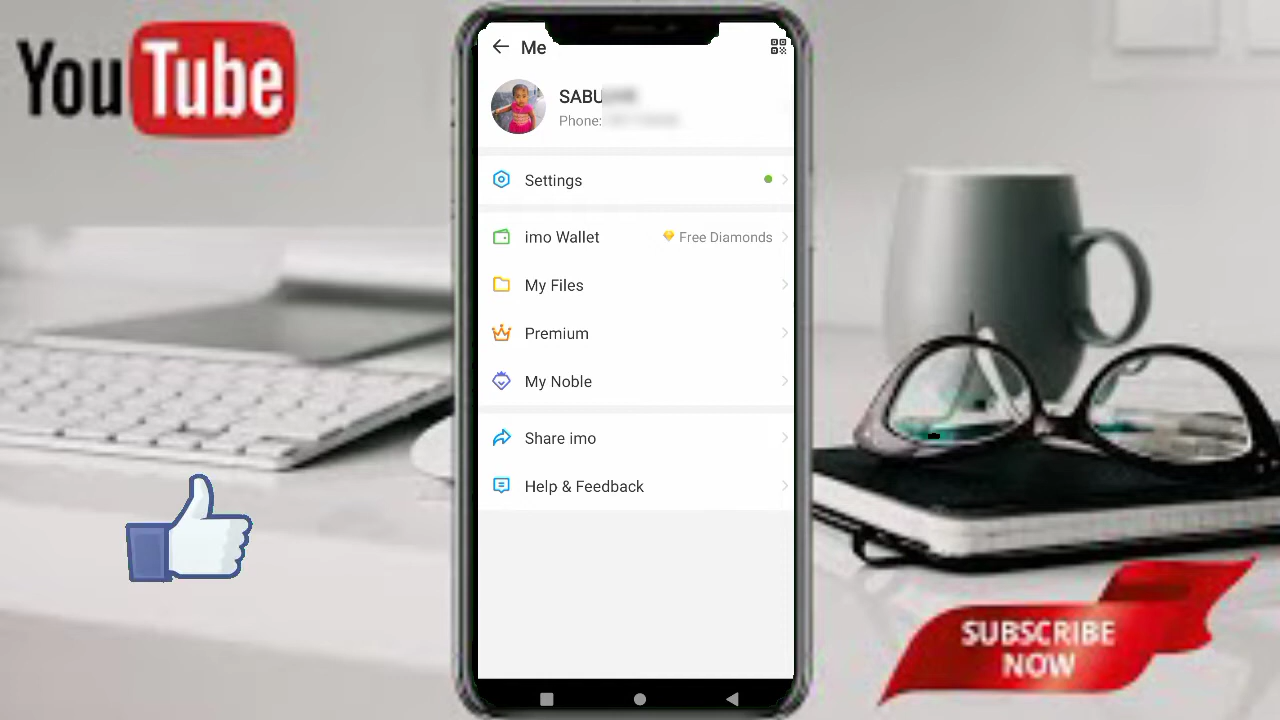 YouTube
Me
SABU
Phone:
Settings
imo Wallet
Free Diamonds
My Files
Premium
My Noble
Share imo
Help & Feedback
SUBSCRIBE
NOW